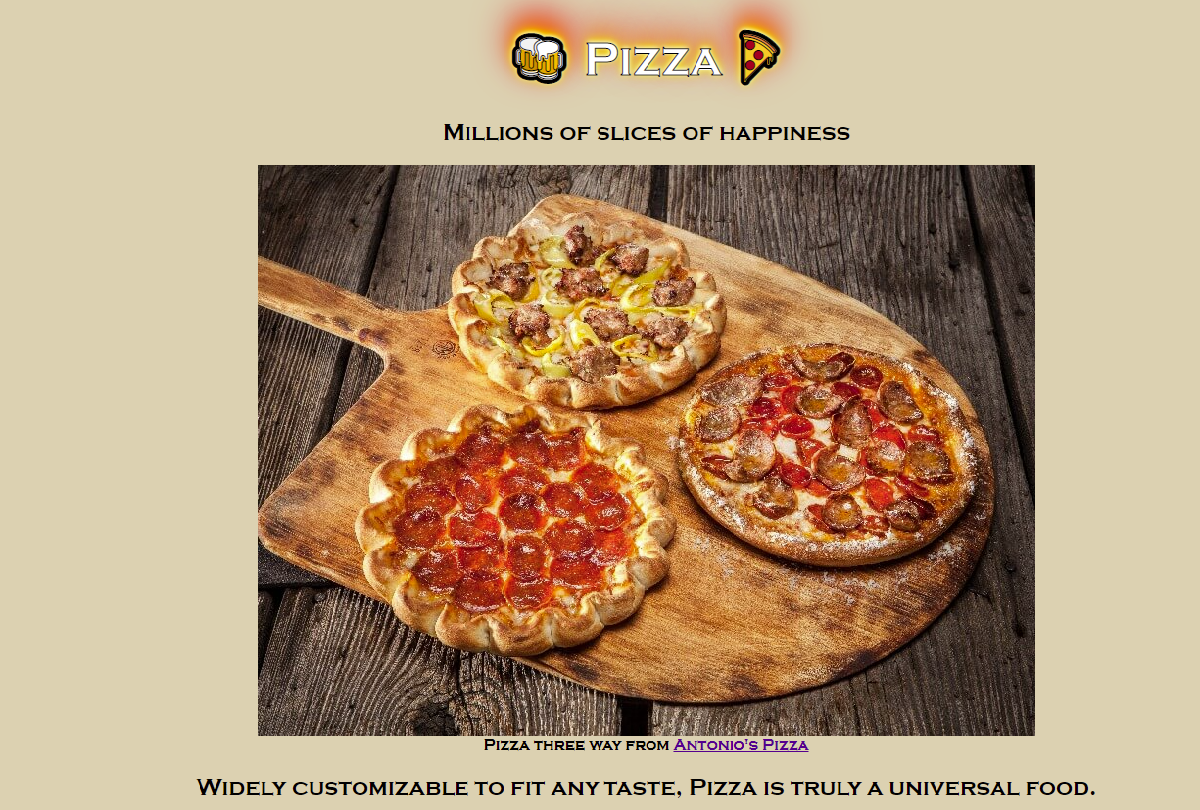 🍻 Pizza 🍕
Millions of slices of happiness
Pizza three way from Antonio's Pizza
Widely customizable to fit any taste, Pizza is truly a universal food.